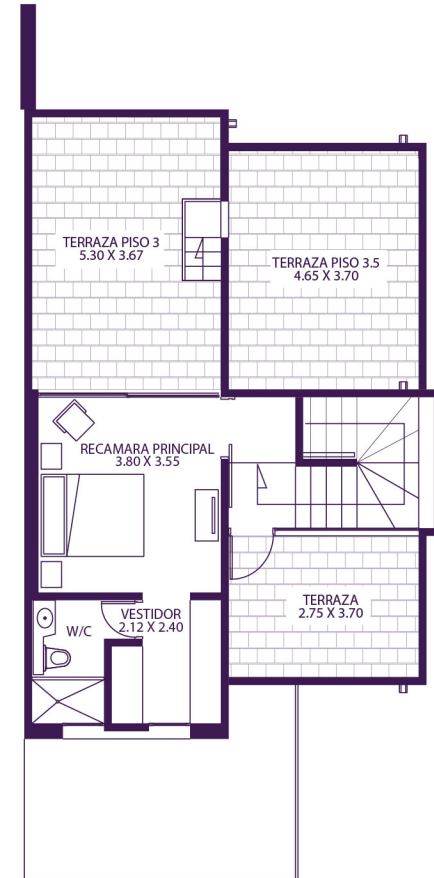 TERRAZA PISO 3
5.30 X 3.67
TERRAZA PISO 3.5
4.65 X 3.70
RECAMARA PRINCIPAL
3.80 X 3.55
W/C
VESTIDOR
2.12 X 2.40
TERRAZA
2.75 X 3.70